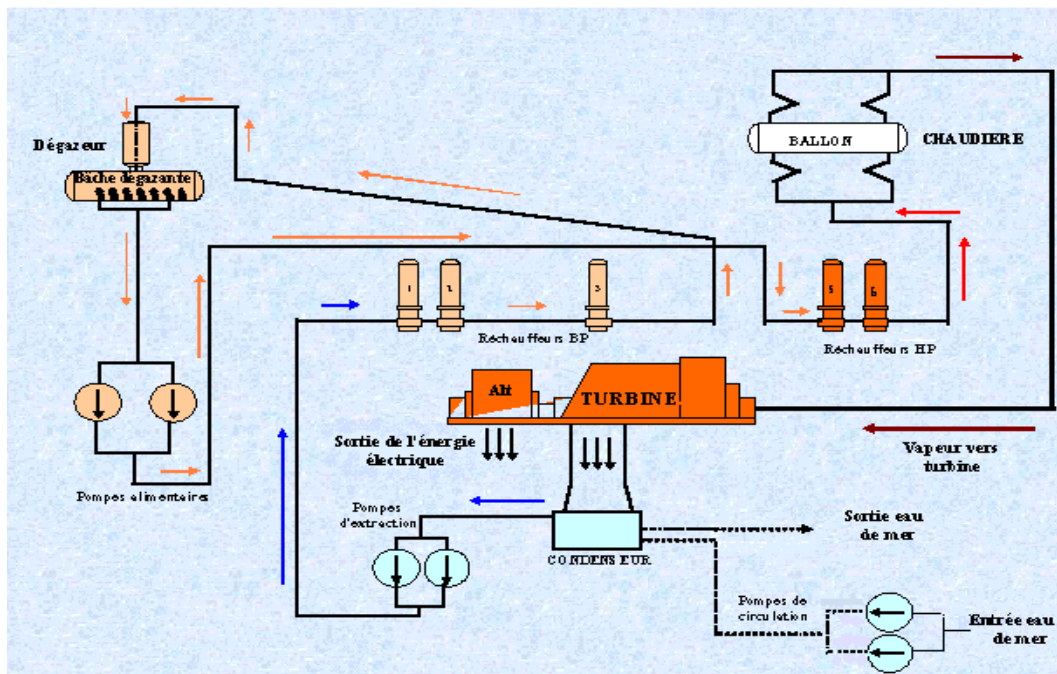 BALLON
CHAUDIERE
Dégazeur
Bâche dégazante
1
2
3
5
6
Réchauffeurs BP
Réchauffeurs HP
Alt
TURBINE
Sortie de l'énergie
électrique
Vapeur vers
turbine
Pompes alimentaires
Pompes
d'extraction
Sortie eau
de mer
CONDENSEUR
Pompes de
circulation
Entrée eau
de mer